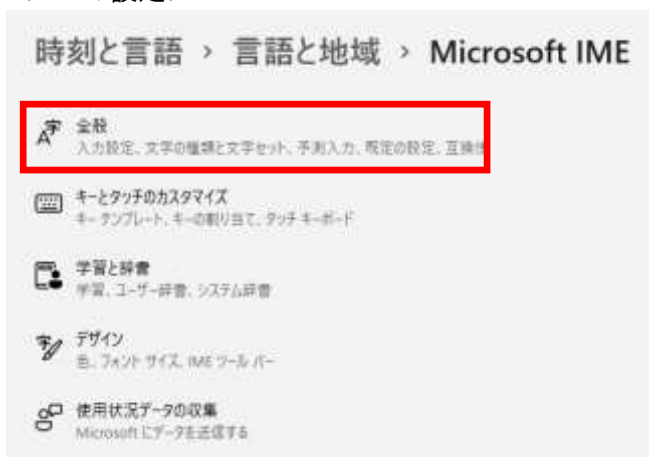 時刻と言語 › 言語と地域 › Microsoft IME
全般
入力設定、文字の種類と文字セット、予測入力、既定の設定、互換性
キーとタッチのカスタマイズ
キー テンプレート、キーの割り当て、タッチ キーボード
学習と辞書
学習、ユーザー辞書、システム辞書
デザイン
色、フォント サイズ、IME ツール バー
使用状況データの収集
Microsoft にデータを送信する